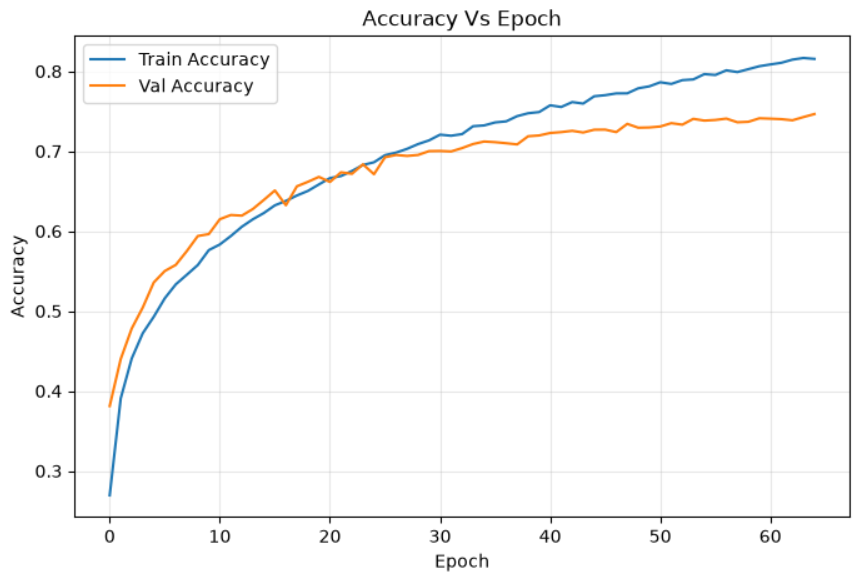 Accuracy Vs Epoch
Train Accuracy
Val Accuracy
0.8
0.7
0.6
0.5
0.4
0.3
Accuracy
0 10 20 30 40 50 60
Epoch